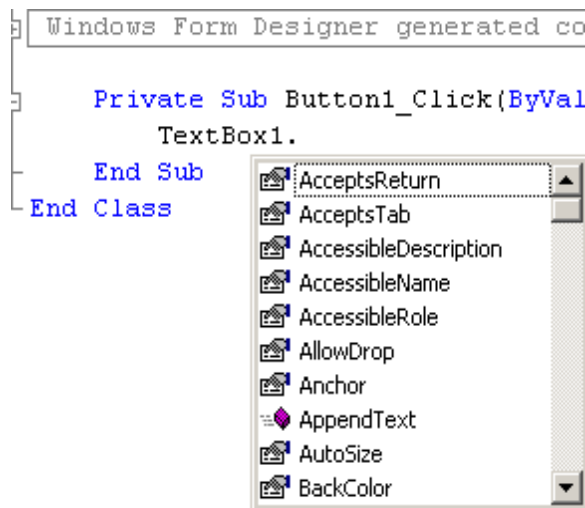 Windows Form Designer generated co
Private Sub Button1_Click(ByVal
TextBox1.
End Sub
End Class
AcceptsReturn
AcceptsTab
AccessibleDescription
AccessibleName
AccessibleRole
AllowDrop
Anchor
AppendText
AutoSize
BackColor